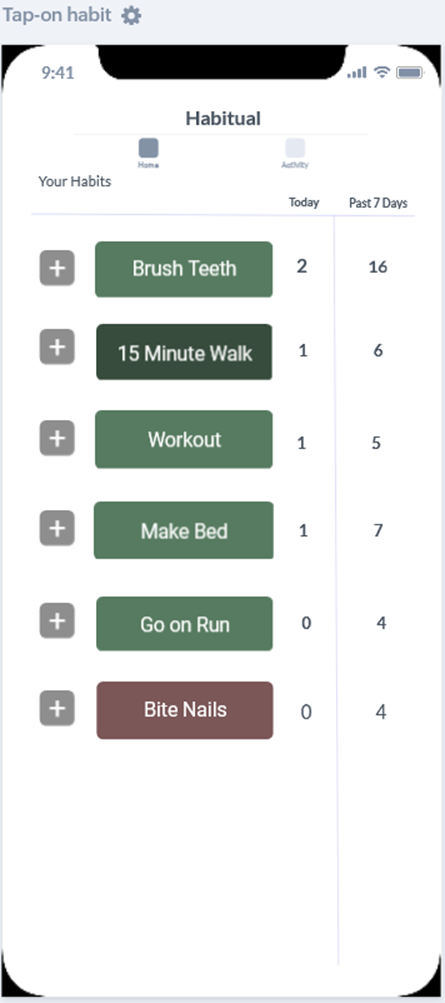 Tap-on habit
9:41
Habitual
Home Activity
Your Habits
Today Past 7 Days
+ Brush Teeth 2 16
+ 15 Minute Walk 1 6
+ Workout 1 5
+ Make Bed 1 7
+ Go on Run 0 4
+ Bite Nails 0 4